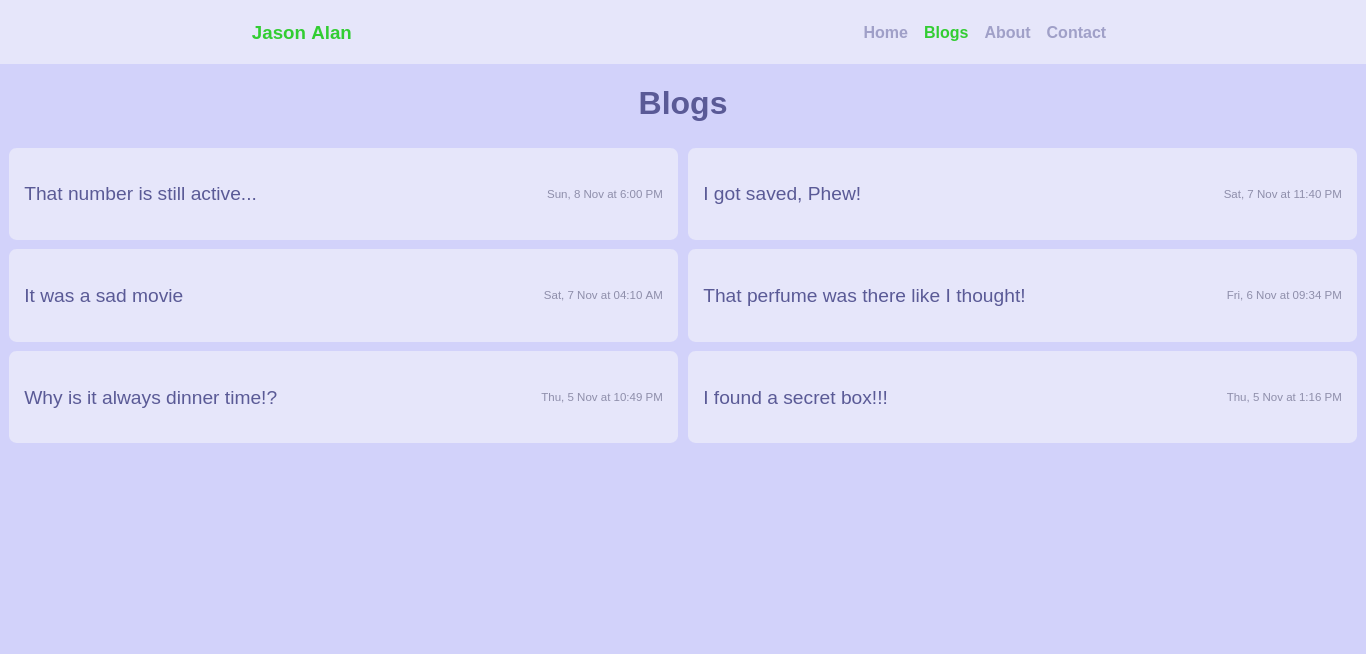 Jason Alan
Home Blogs About Contact
Blogs
That number is still active...
Sun, 8 Nov at 6:00 PM
I got saved, Phew!
Sat, 7 Nov at 11:40 PM
It was a sad movie
Sat, 7 Nov at 04:10 AM
That perfume was there like I thought!
Fri, 6 Nov at 09:34 PM
Why is it always dinner time!?
Thu, 5 Nov at 10:49 PM
I found a secret box!!!
Thu, 5 Nov at 1:16 PM